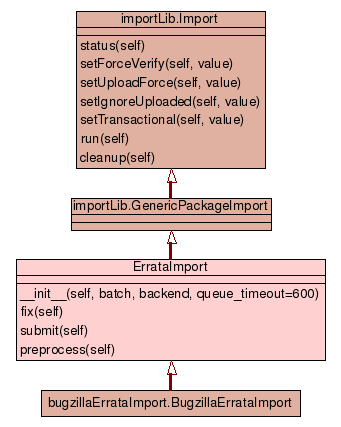 importLib.Import
status(self)
setForceVerify(self, value)
setUploadForce(self, value)
setIgnoreUploaded(self, value)
setTransactional(self, value)
run(self)
cleanup(self)
importLib.GenericPackageImport
ErrataImport
__init__(self, batch, backend, queue_timeout=600)
fix(self)
submit(self)
preprocess(self)
bugzillaErrataImport.BugzillaErrataImport